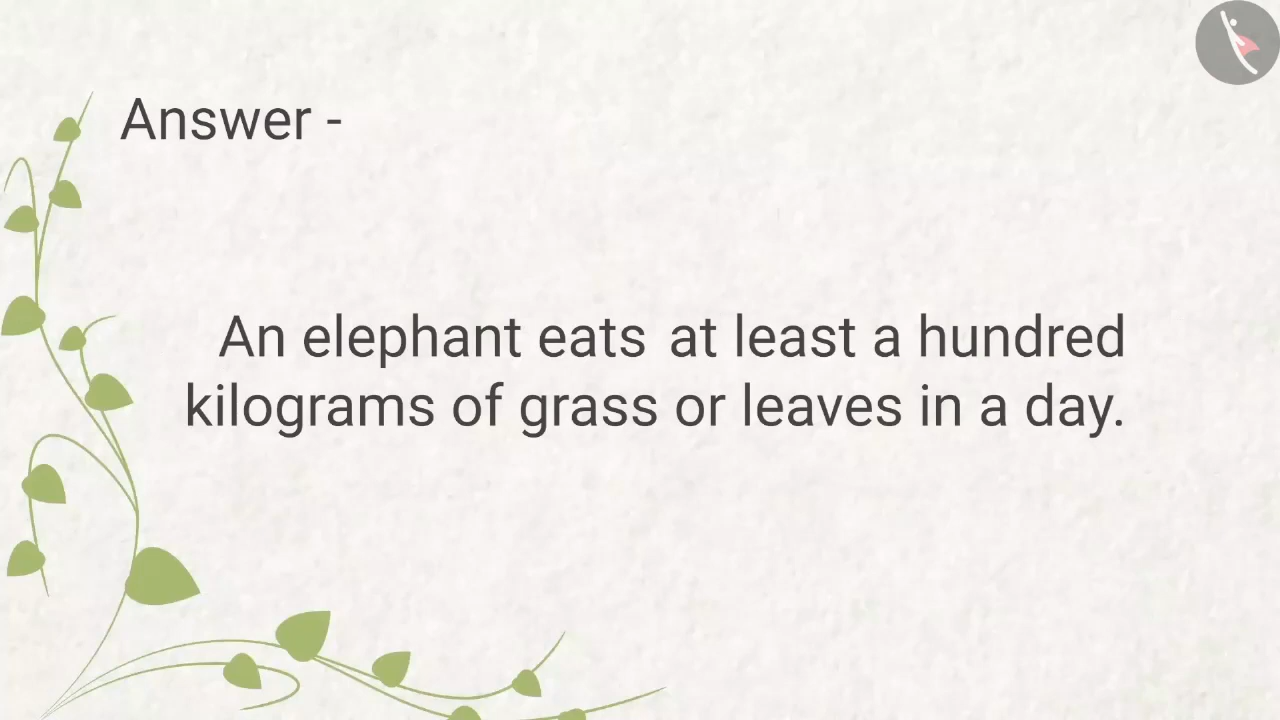 Answer -
An elephant eats at least a hundred
kilograms of grass or leaves in a day.